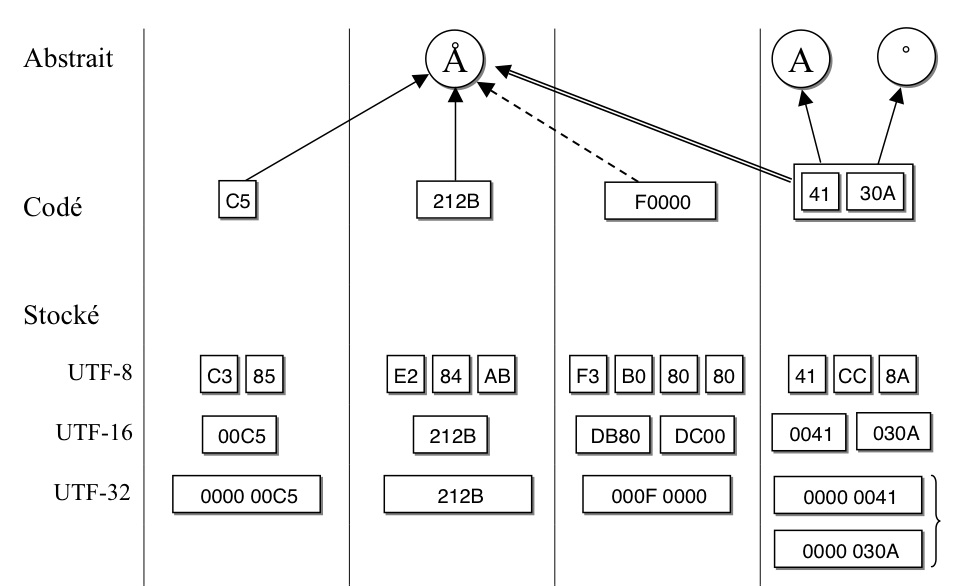 Abstrait Å A °
Codé C5 212B F0000 41 30A
Stocké
UTF-8 C3 85 E2 84 AB F3 B0 80 80 41 CC 8A
UTF-16 00C5 212B DB80 DC00 0041 030A
UTF-32 0000 00C5 212B 000F 0000 0000 0041
0000 030A